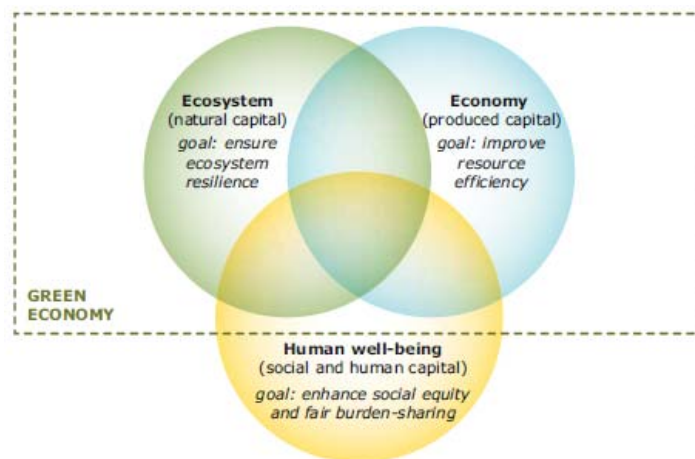 Ecosystem
(natural capital)
goal: ensure
ecosystem
resilience
Economy
(produced capital)
goal: improve
resource
efficiency
GREEN
ECONOMY
Human well-being
(social and human capital)
goal: enhance social equity
and fair burden-sharing